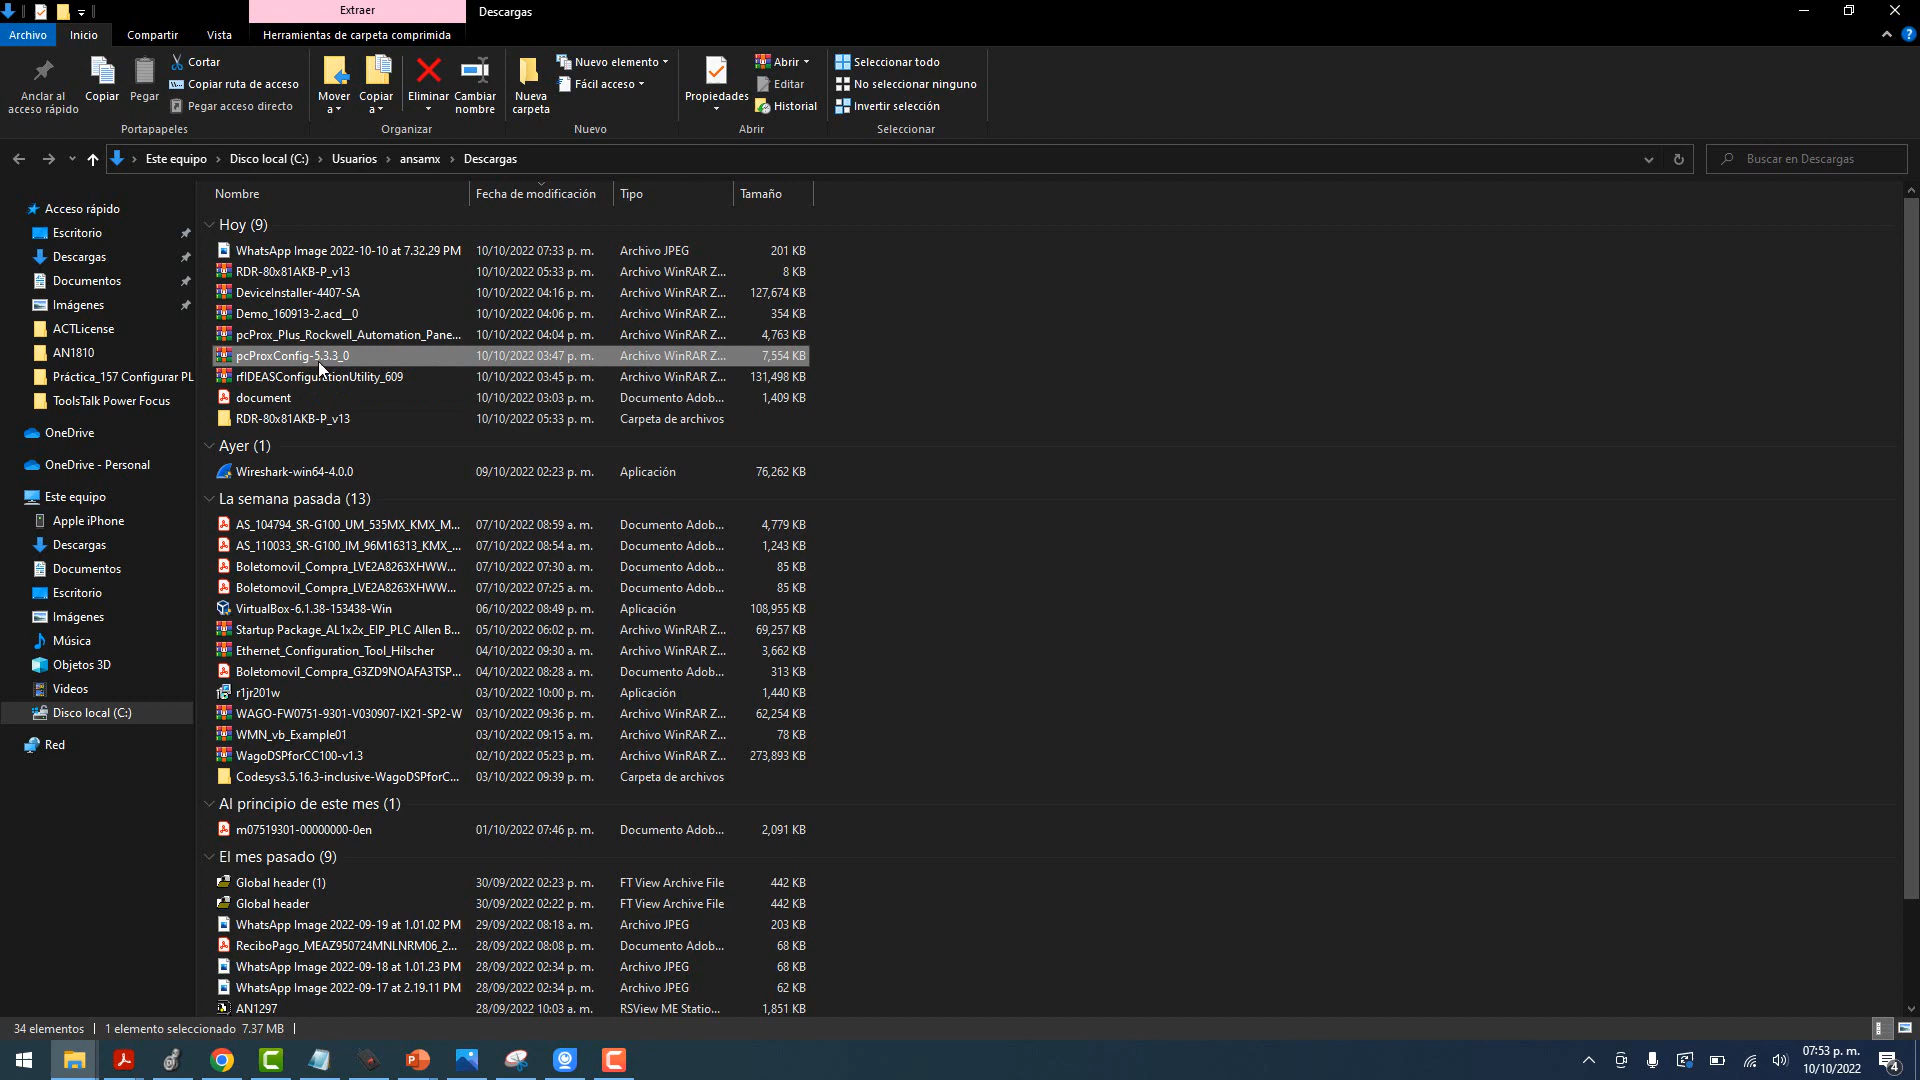 Extraer
Descargas
Archivo
Inicio
Compartir
Vista
Herramientas de carpeta comprimida
Anclar al
acceso rápido
Copiar
Pegar
Cortar
Copiar ruta de acceso
Pegar acceso directo
Portapapeles
Mover
a
Copiar
a
Eliminar
Cambiar
nombre
Organizar
Nueva
carpeta
Nuevo elemento
Fácil acceso
Nuevo
Propiedades
Abrir
Editar
Historial
Abrir
Seleccionar todo
No seleccionar ninguno
Invertir selección
Seleccionar
Este equipo
Disco local (C:)
Usuarios
ansamx
Descargas
Buscar en Descargas
Acceso rápido
Escritorio
Descargas
Documentos
Imágenes
ACTLicense
AN1810
Práctica_157 Configurar PL
ToolsTalk Power Focus
OneDrive
OneDrive - Personal
Este equipo
Apple iPhone
Descargas
Documentos
Escritorio
Imágenes
Música
Objetos 3D
Videos
Disco local (C:)
Red
Nombre Fecha de modificación Tipo Tamaño
Hoy (9)
WhatsApp Image 2022-10-10 at 7.32.29 PM 10/10/2022 07:33 p. m. Archivo JPEG 201 KB
RDR-80x81AKB-P_v13 10/10/2022 05:33 p. m. Archivo WinRAR Z... 8 KB
DeviceInstaller-4407-SA 10/10/2022 04:16 p. m. Archivo WinRAR Z... 127,674 KB
Demo_160913-2.acd__0 10/10/2022 04:06 p. m. Archivo WinRAR Z... 354 KB
pcProx_Plus_Rockwell_Automation_Pane... 10/10/2022 04:04 p. m. Archivo WinRAR Z... 4,763 KB
pcProxConfig-5.3.3_0 10/10/2022 03:47 p. m. Archivo WinRAR Z... 7,554 KB
rfIDEASConfigurationUtility_609 10/10/2022 03:45 p. m. Archivo WinRAR Z... 131,498 KB
document 10/10/2022 03:03 p. m. Documento Adob... 1,409 KB
RDR-80x81AKB-P_v13 10/10/2022 05:33 p. m. Carpeta de archivos
Ayer (1)
Wireshark-win64-4.0.0 09/10/2022 02:23 p. m. Aplicación 76,262 KB
La semana pasada (13)
AS_104794_SR-G100_UM_535MX_KMX_M... 07/10/2022 08:59 a. m. Documento Adob... 4,779 KB
AS_110033_SR-G100_IM_96M16313_KMX_... 07/10/2022 08:54 a. m. Documento Adob... 1,243 KB
Boletomovil_Compra_LVE2A8263XHWW... 07/10/2022 07:30 a. m. Documento Adob... 85 KB
Boletomovil_Compra_LVE2A8263XHWW... 07/10/2022 07:25 a. m. Documento Adob... 85 KB
VirtualBox-6.1.38-153438-Win 06/10/2022 08:49 p. m. Aplicación 108,955 KB
Startup Package_AL1x2x_EIP_PLC Allen B... 05/10/2022 06:02 p. m. Archivo WinRAR Z... 69,257 KB
Ethernet_Configuration_Tool_Hilscher 04/10/2022 09:30 a. m. Archivo WinRAR Z... 3,662 KB
Boletomovil_Compra_G3ZD9NOAFA3TSP... 04/10/2022 08:28 a. m. Documento Adob... 313 KB
r1jr201w 03/10/2022 10:00 p. m. Aplicación 1,440 KB
WAGO-FW0751-9301-V030907-IX21-SP2-W 03/10/2022 09:36 p. m. Archivo WinRAR Z... 62,254 KB
WMN_vb_Example01 03/10/2022 09:15 a. m. Archivo WinRAR Z... 78 KB
WagoDSPforCC100-v1.3 02/10/2022 05:23 p. m. Archivo WinRAR Z... 273,893 KB
Codesys3.5.16.3-inclusive-WagoDSPforC... 03/10/2022 09:39 p. m. Carpeta de archivos
Al principio de este mes (1)
m07519301-00000000-0en 01/10/2022 07:46 p. m. Documento Adob... 2,091 KB
El mes pasado (9)
Global header (1) 30/09/2022 02:23 p. m. FT View Archive File 442 KB
Global header 30/09/2022 02:22 p. m. FT View Archive File 442 KB
WhatsApp Image 2022-09-19 at 1.01.02 PM 29/09/2022 08:18 a. m. Archivo JPEG 203 KB
ReciboPago_MEAZ950724MNLNRM06_2... 28/09/2022 08:08 p. m. Documento Adob... 68 KB
WhatsApp Image 2022-09-18 at 1.01.23 PM 28/09/2022 02:34 p. m. Archivo JPEG 68 KB
WhatsApp Image 2022-09-17 at 2.19.11 PM 28/09/2022 02:34 p. m. Archivo JPEG 62 KB
AN1297 28/09/2022 10:03 a. m. RSView ME Statio... 1,851 KB
34 elementos 1 elemento seleccionado 7.37 MB
07:53 p. m.
10/10/2022
4